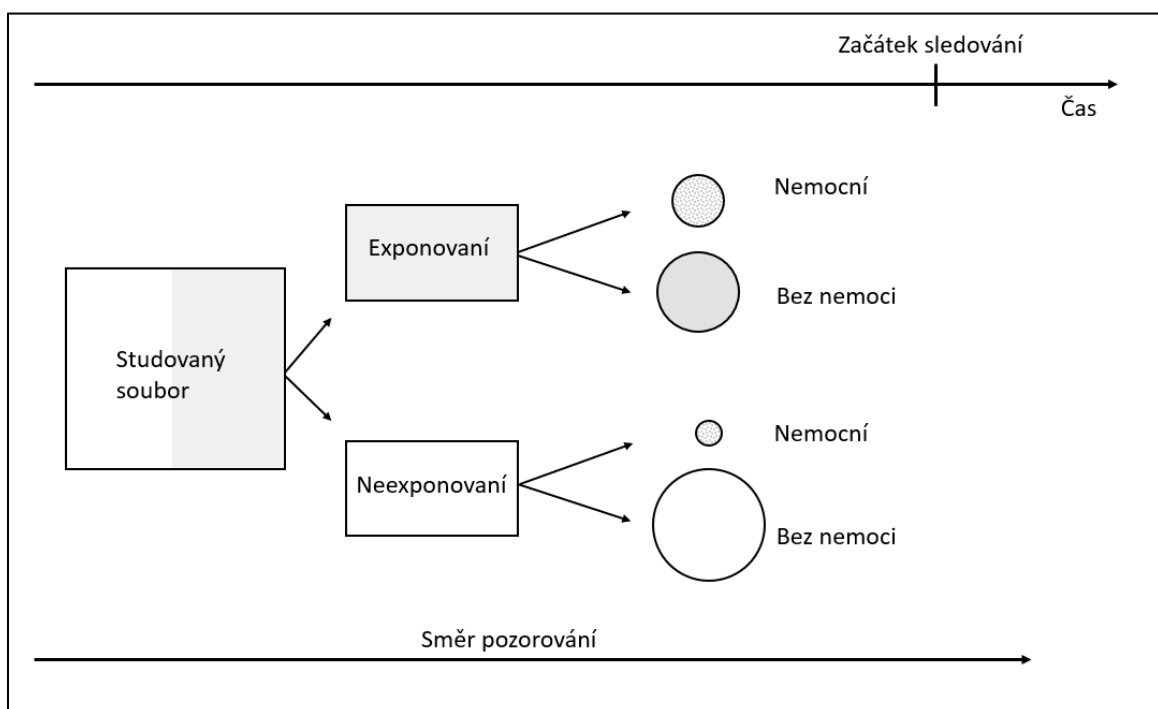 Začátek sledování
Čas
Nemocní
Exponovaní
Bez nemoci
Studovaný
soubor
Nemocní
Neexponovaní
Bez nemoci
Směr pozorování